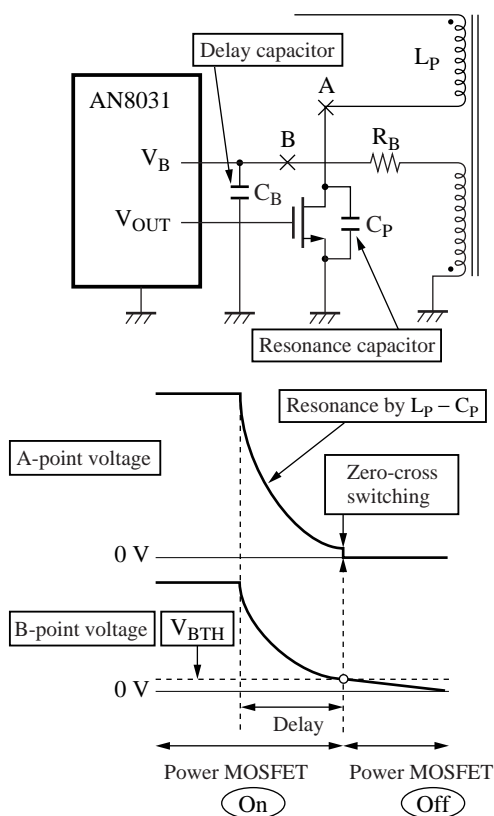 Delay capacitor
L_P
A
AN8031
B
R_B
V_B
C_B
V_OUT
C_P
Resonance capacitor
Resonance by L_P – C_P
A-point voltage
Zero-cross
switching
0 V
B-point voltage
V_BTH
0 V
Delay
Power MOSFET
On
Power MOSFET
Off